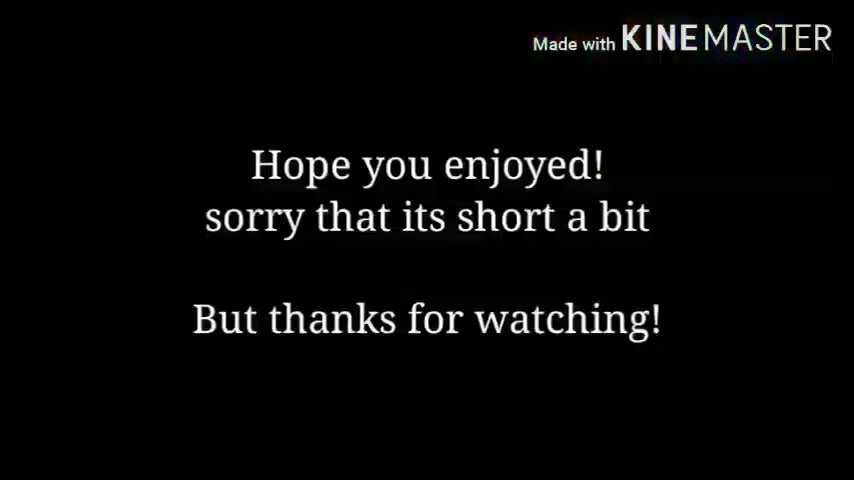 Made with KINEMASTER
Hope you enjoyed!
sorry that its short a bit
But thanks for watching!